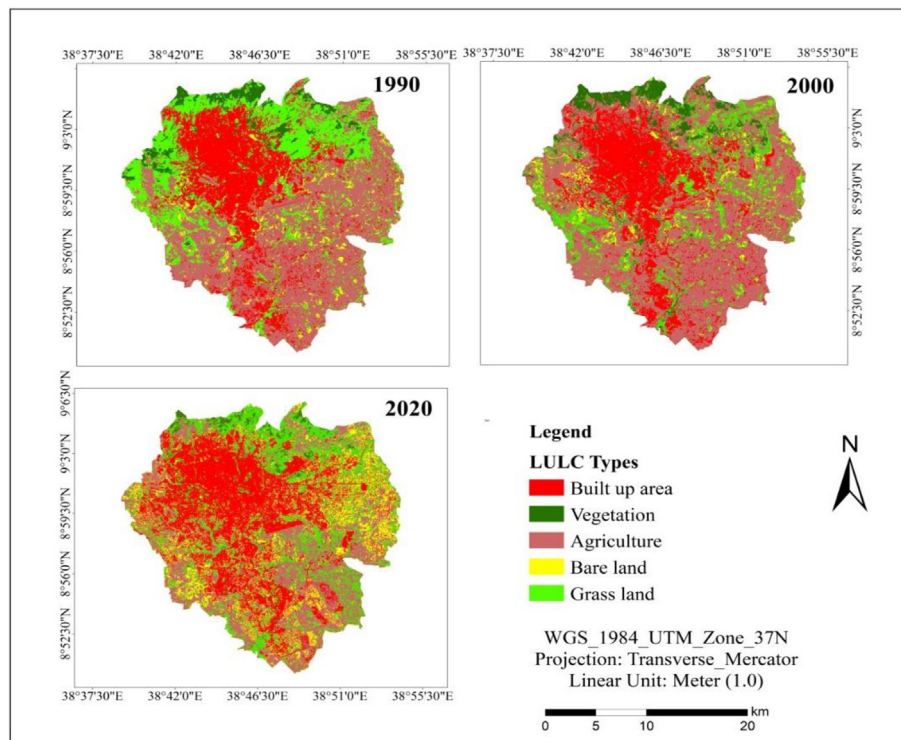 38°37'30"E 38°42'0"E 38°46'30"E 38°51'0"E 38°55'30"E
38°37'30"E 38°42'0"E 38°46'30"E 38°51'0"E 38°55'30"E
1990
2000
9°3'0"N
8°59'30"N
8°56'0"N
8°52'30"N
9°3'0"N
8°59'30"N
8°56'0"N
8°52'30"N
2020
9°6'30"N
9°3'0"N
8°59'30"N
8°56'0"N
8°52'30"N
38°37'30"E 38°42'0"E 38°46'30"E 38°51'0"E 38°55'30"E
Legend
LULC Types
Built up area
Vegetation
Agriculture
Bare land
Grass land
N
WGS_1984_UTM_Zone_37N
Projection: Transverse_Mercator
Linear Unit: Meter (1.0)
km
0 5 10 20